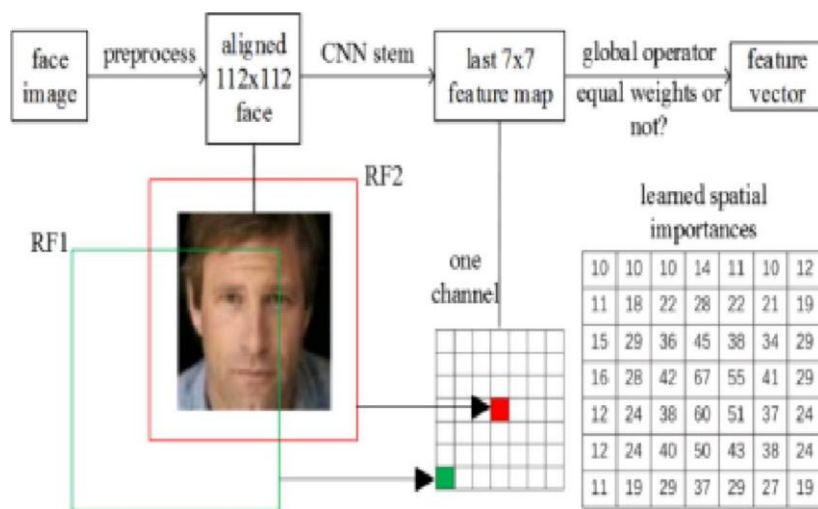 face
image
preprocess
aligned
112x112
face
CNN stem
last 7x7
feature map
global operator
equal weights or
not?
feature
vector
RF2
RF1
one
channel
learned spatial
importances
10 10 10 14 11 10 12
11 18 22 28 22 21 19
15 29 36 45 38 34 29
16 28 42 67 55 41 29
12 24 38 60 51 37 24
12 24 40 50 43 38 24
11 19 29 37 29 27 19